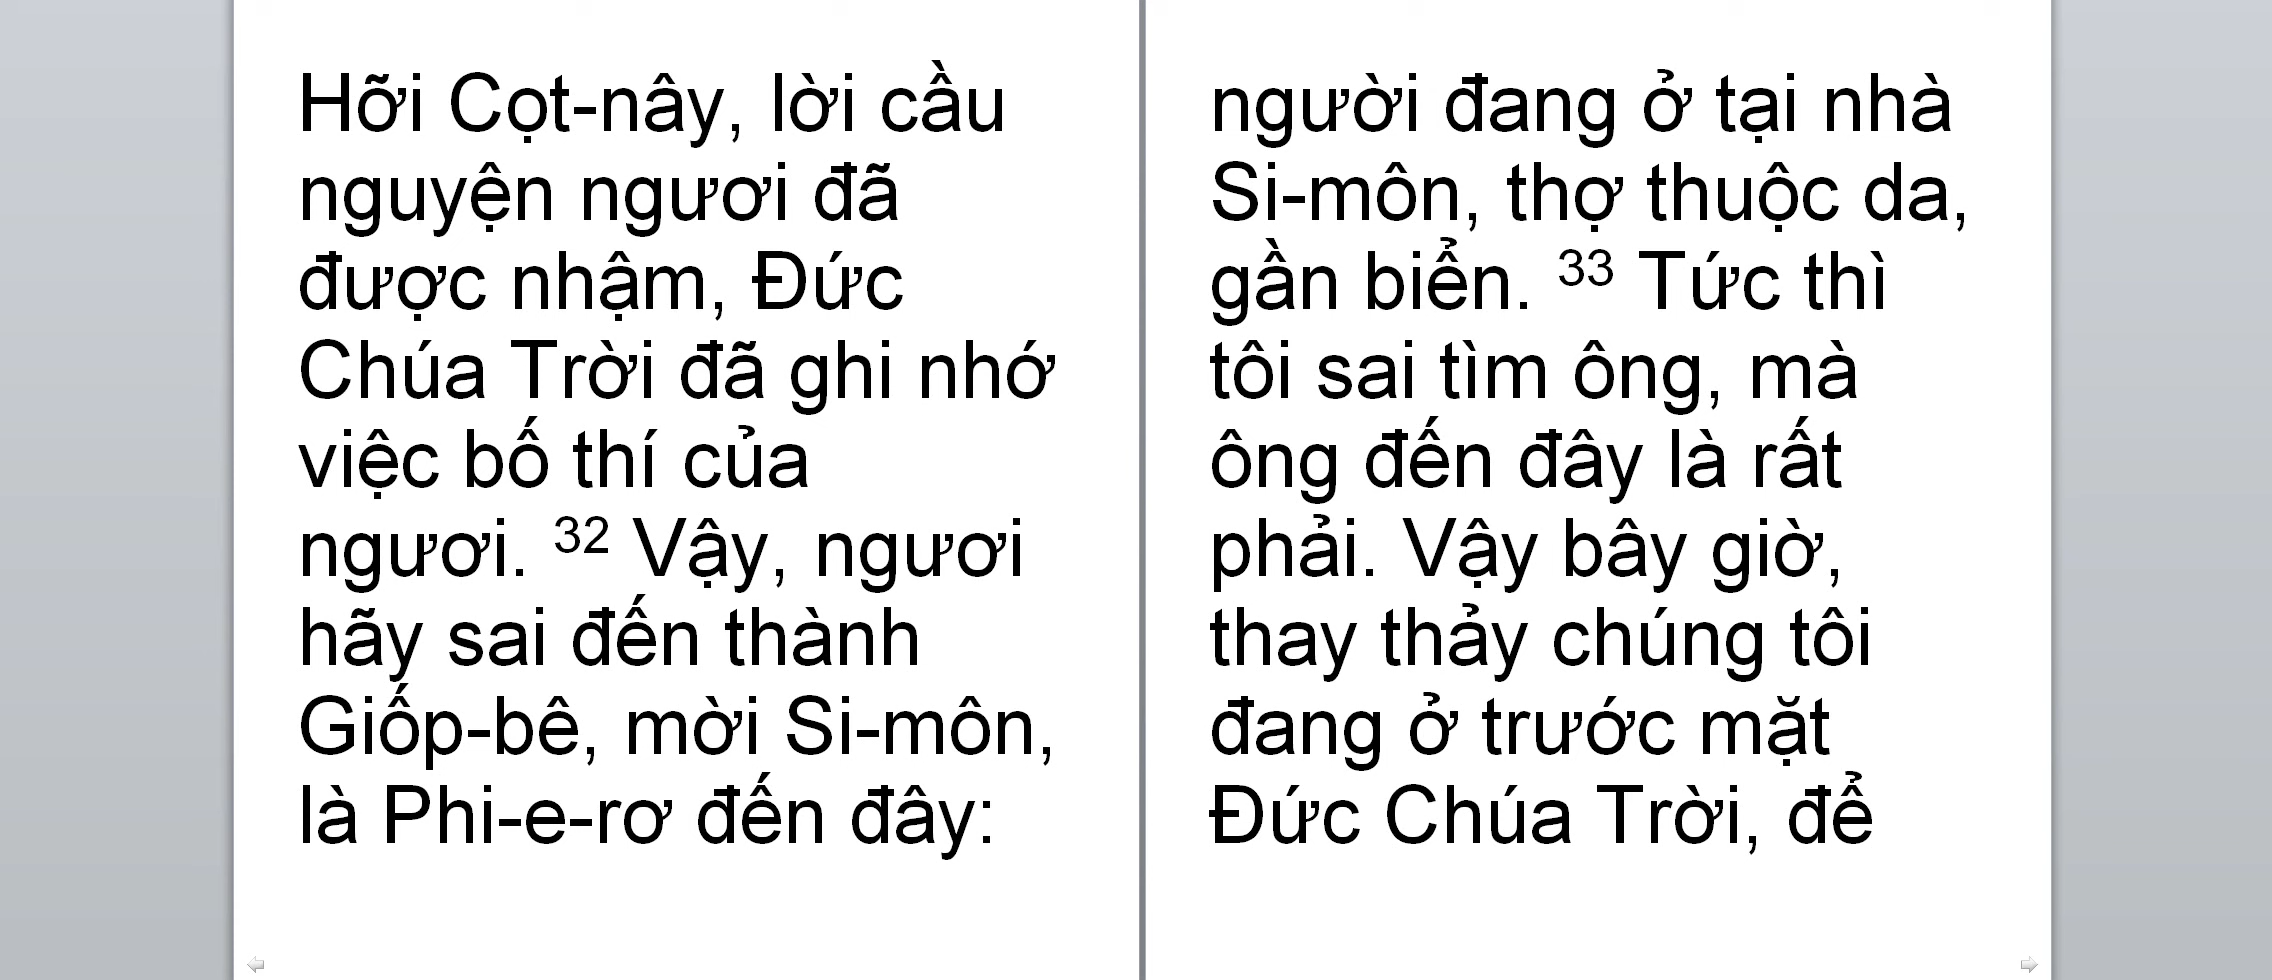 Hỡi Cọt-nây, lời cầu
nguyện ngươi đã
được nhậm, Đức
Chúa Trời đã ghi nhớ
việc bố thí của
ngươi. 32 Vậy, ngươi
hãy sai đến thành
Giốp-bê, mời Si-môn,
là Phi-e-rơ đến đây:
người đang ở tại nhà
Si-môn, thợ thuộc da,
gần biển. 33 Tức thì
tôi sai tìm ông, mà
ông đến đây là rất
phải. Vậy bây giờ,
thay thảy chúng tôi
đang ở trước mặt
Đức Chúa Trời, để